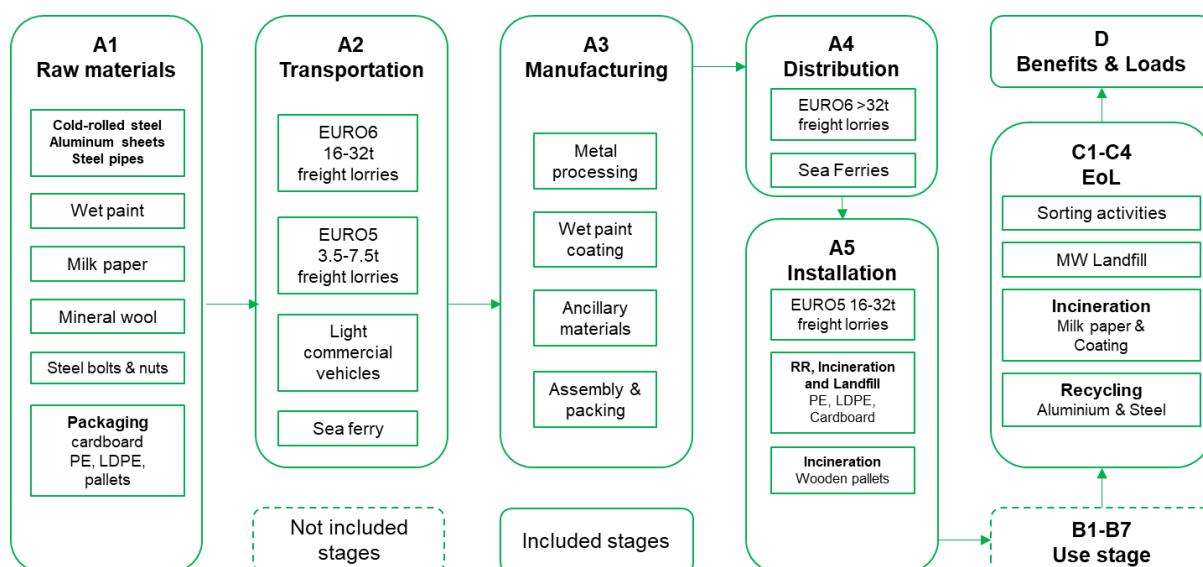 A1
Raw materials
Cold-rolled steel
Aluminum sheets
Steel pipes
Wet paint
Milk paper
Mineral wool
Steel bolts & nuts
Packaging
cardboard
PE, LDPE,
pallets
A2
Transportation
EURO6
16-32t
freight lorries
EURO5
3.5-7.5t
freight lorries
Light
commercial
vehicles
Sea ferry
A3
Manufacturing
Metal
processing
Wet paint
coating
Ancillary
materials
Assembly &
packing
A4
Distribution
EURO6 >32t
freight lorries
Sea Ferries
A5
Installation
EURO5 16-32t
freight lorries
RR, Incineration
and Landfill
PE, LDPE,
Cardboard
Incineration
Wooden pallets
D
Benefits & Loads
C1-C4
EoL
Sorting activities
MW Landfill
Incineration
Milk paper &
Coating
Recycling
Aluminium & Steel
B1-B7
Use stage
Not included
stages
Included stages